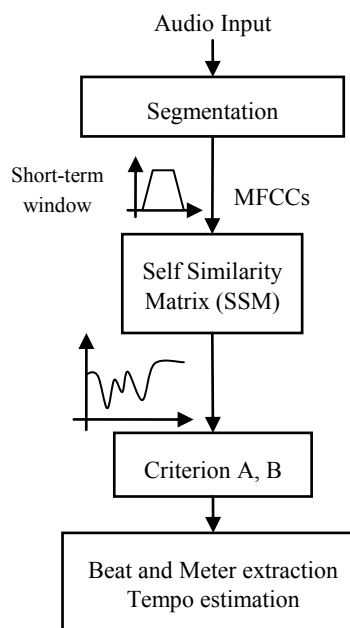 Audio Input
Segmentation
Short-term
window
MFCCs
Self Similarity
Matrix (SSM)
Criterion A, B
Beat and Meter extraction
Tempo estimation